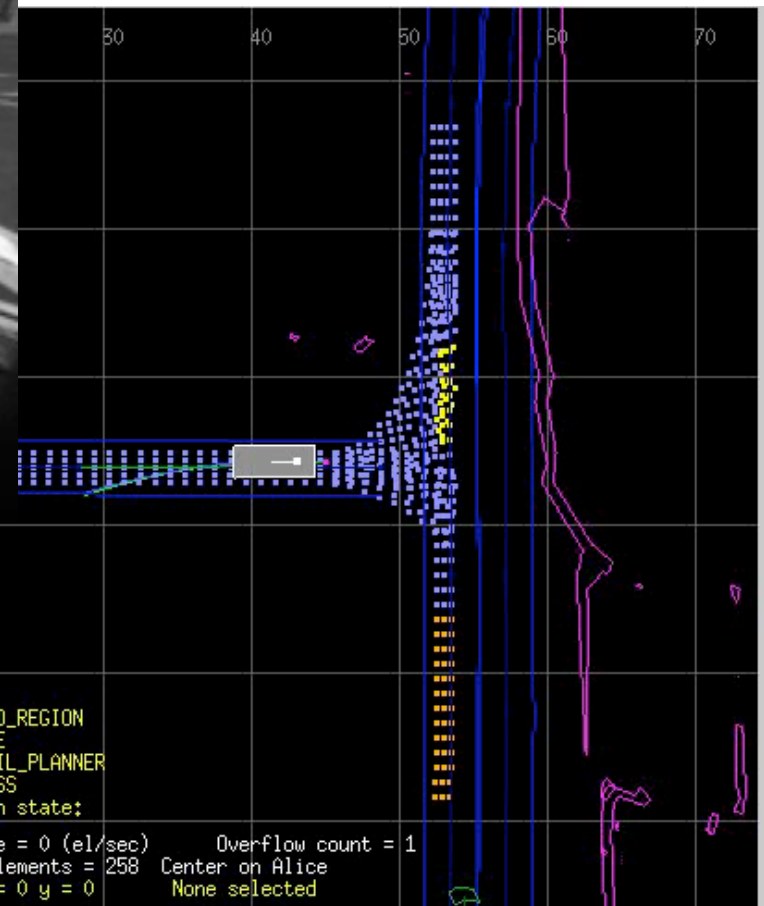 30 40 50 60 70
O_REGION
E
IL_PLANNER
SS
n state:
e = 0 (el/sec) Overflow count = 1
lements = 258 Center on Alice
= 0 y = 0 None selected